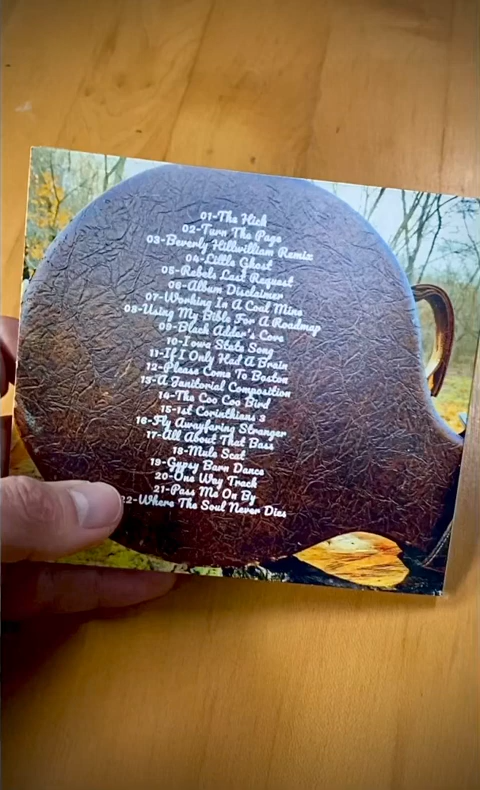 01-The Hick
02-Turn The Page
03-Beverly Hillwilliam Remix
04-Little Ghost
05-Rebels Last Request
06-Album Disclaimer
07-Working In A Coal Mine
08-Using My Bible For A Roadmap
09-Black Adder's Cove
10-Iowa State Song
11-If I Only Had A Brain
12-Please Come To Boston
13-A Janitorial Composition
14-The Coo Coo Bird
15-1st Corinthians 3
16-Fly Awayfaring Stranger
17-All About That Bass
18-Mule Scat
19-Gypsy Barn Dance
20-One Way Track
21-Pass Me On By
22-Where The Soul Never Dies